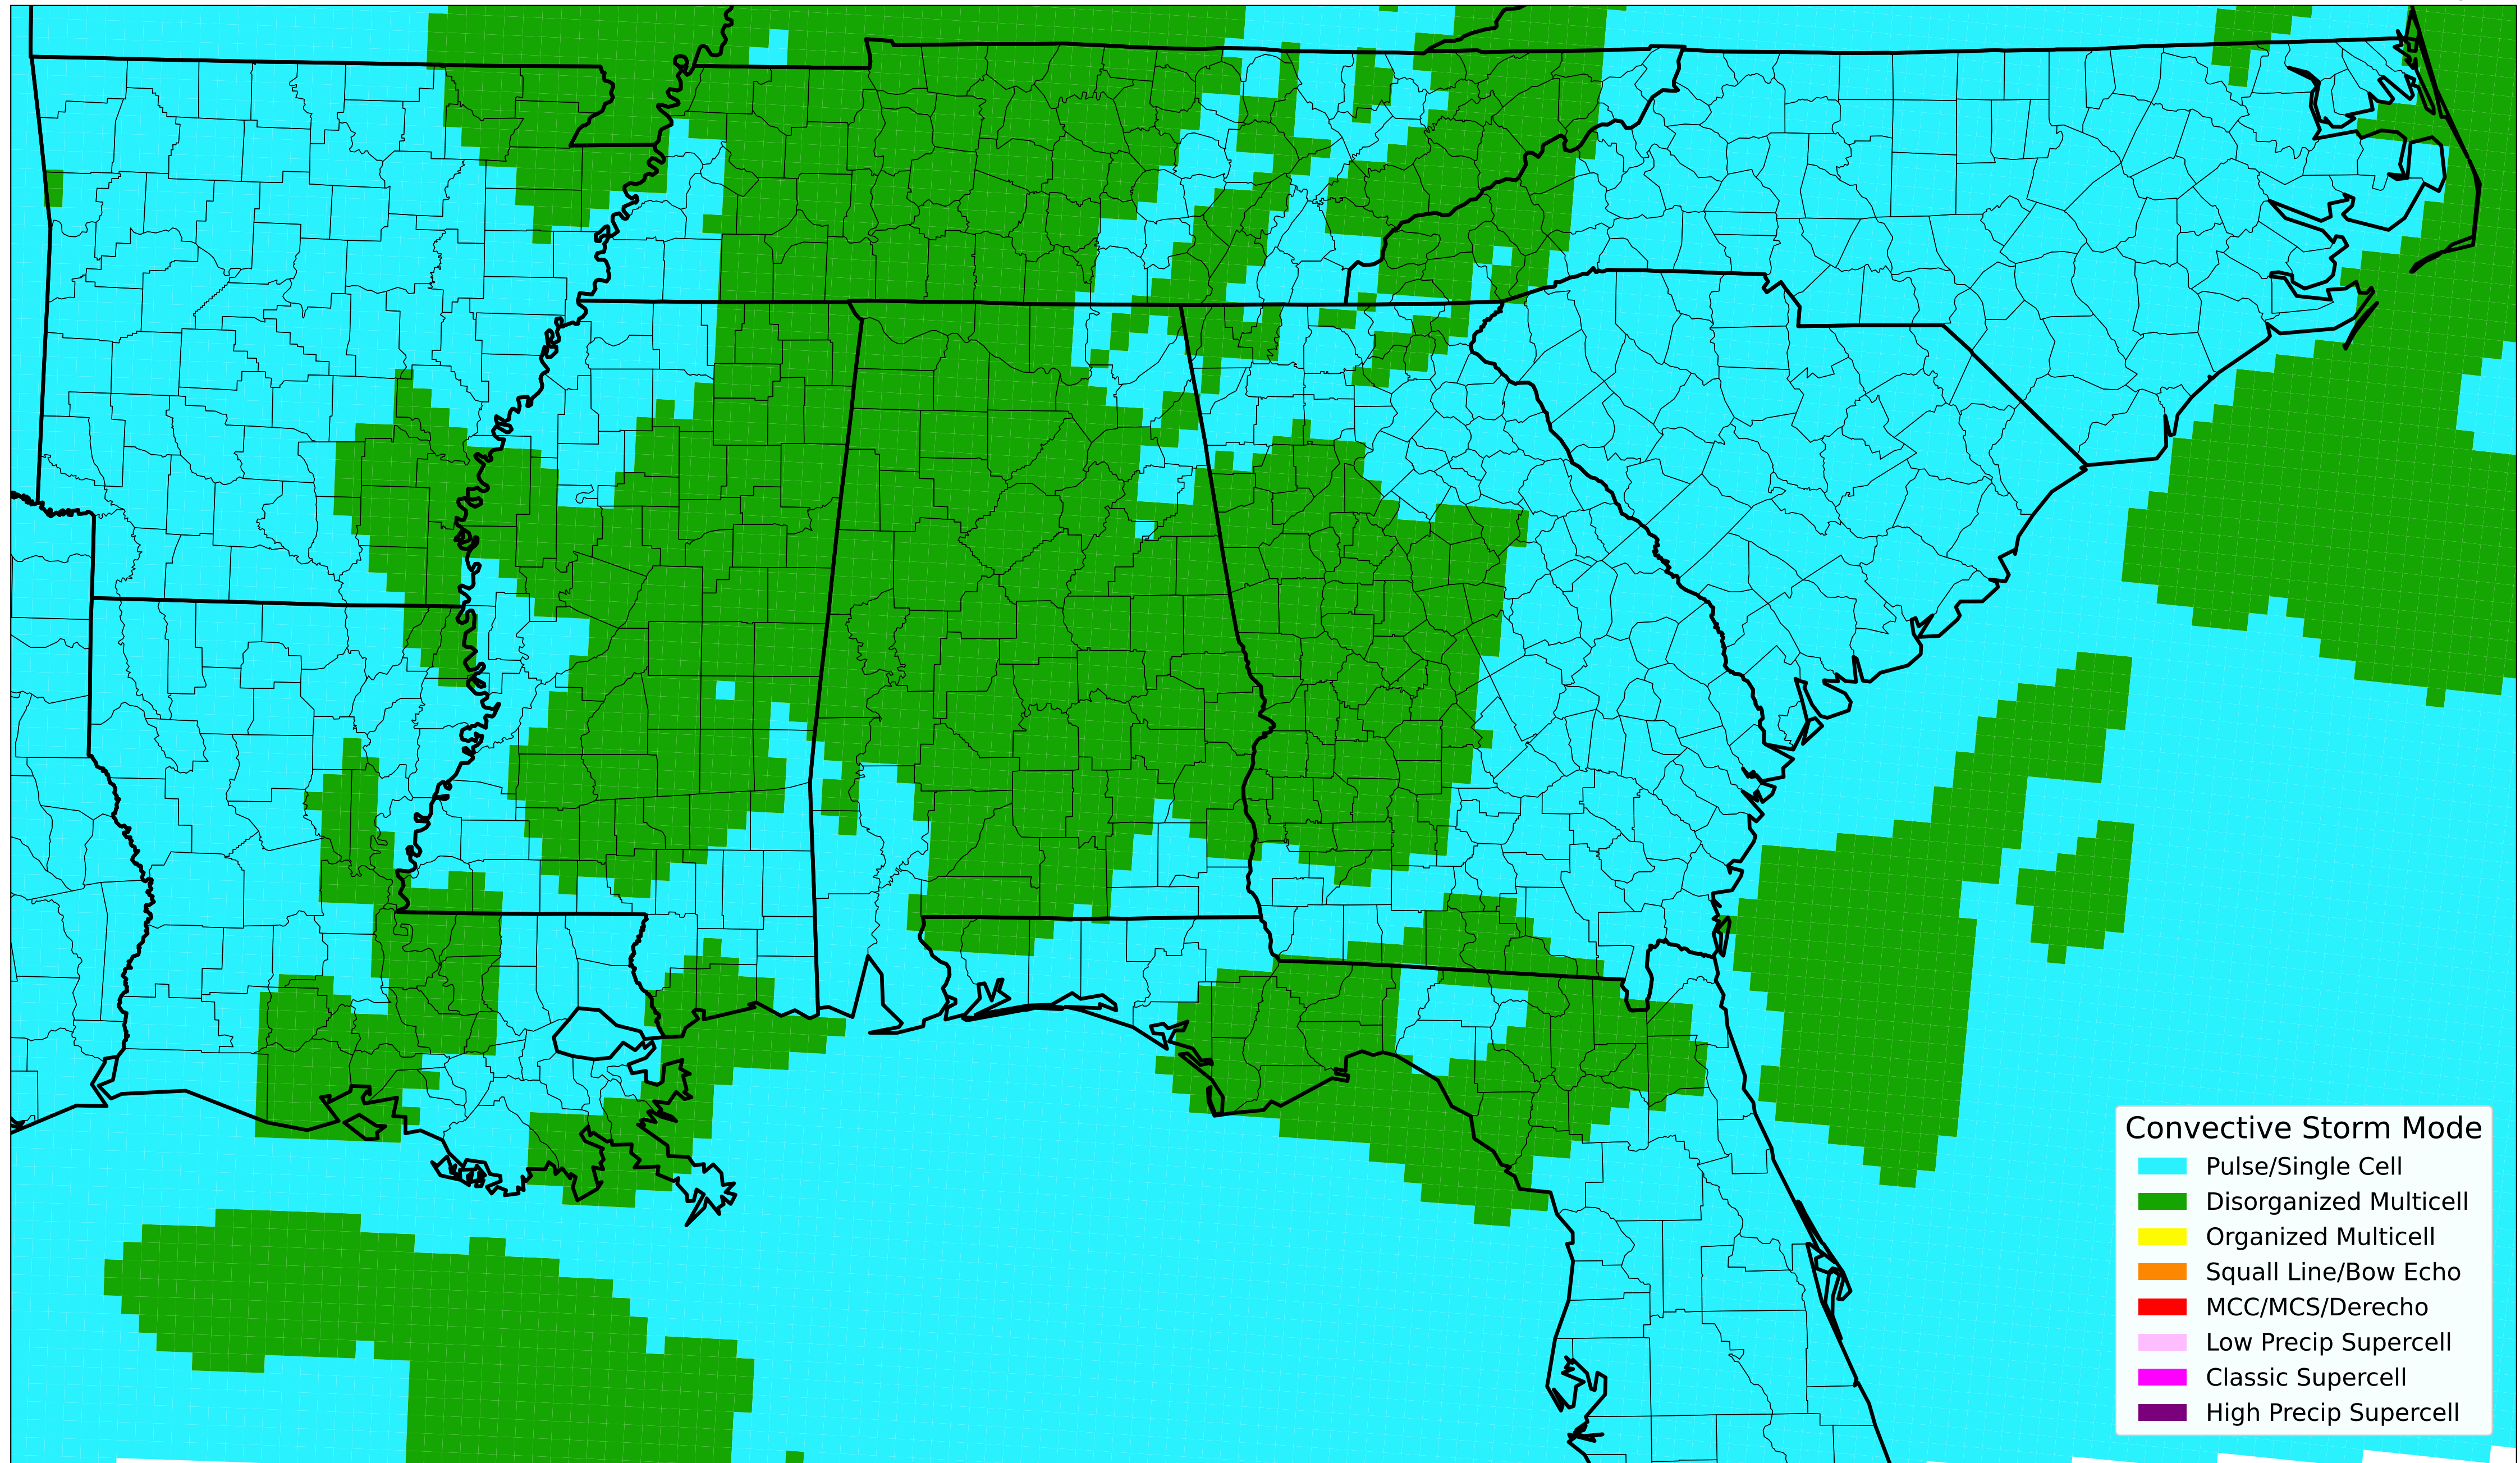 Convective Storm Mode
Pulse/Single Cell
Disorganized Multicell
Organized Multicell
Squall Line/Bow Echo
MCC/MCS/Derecho
Low Precip Supercell
Classic Supercell
High Precip Supercell